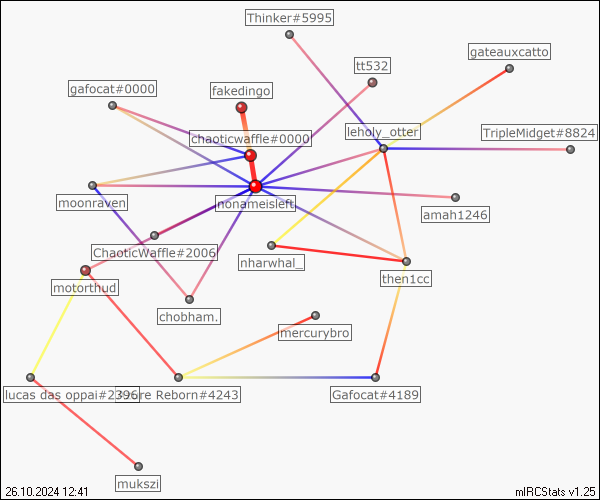 Thinker#5995
gateauxcatto
tt532
gafocat#0000
fakedingo
chaoticwaffle#0000
leholy_otter
TripleMidget#8824
moonraven
nonameisleft
amah1246
ChaoticWaffle#2006
nharwhal_
then1cc
motorthud
chobham.
mercurybro
lucas das oppai#2396
re Reborn#4243
Gafocat#4189
mukszi
26.10.2024 12:41
mIRCStats v1.25